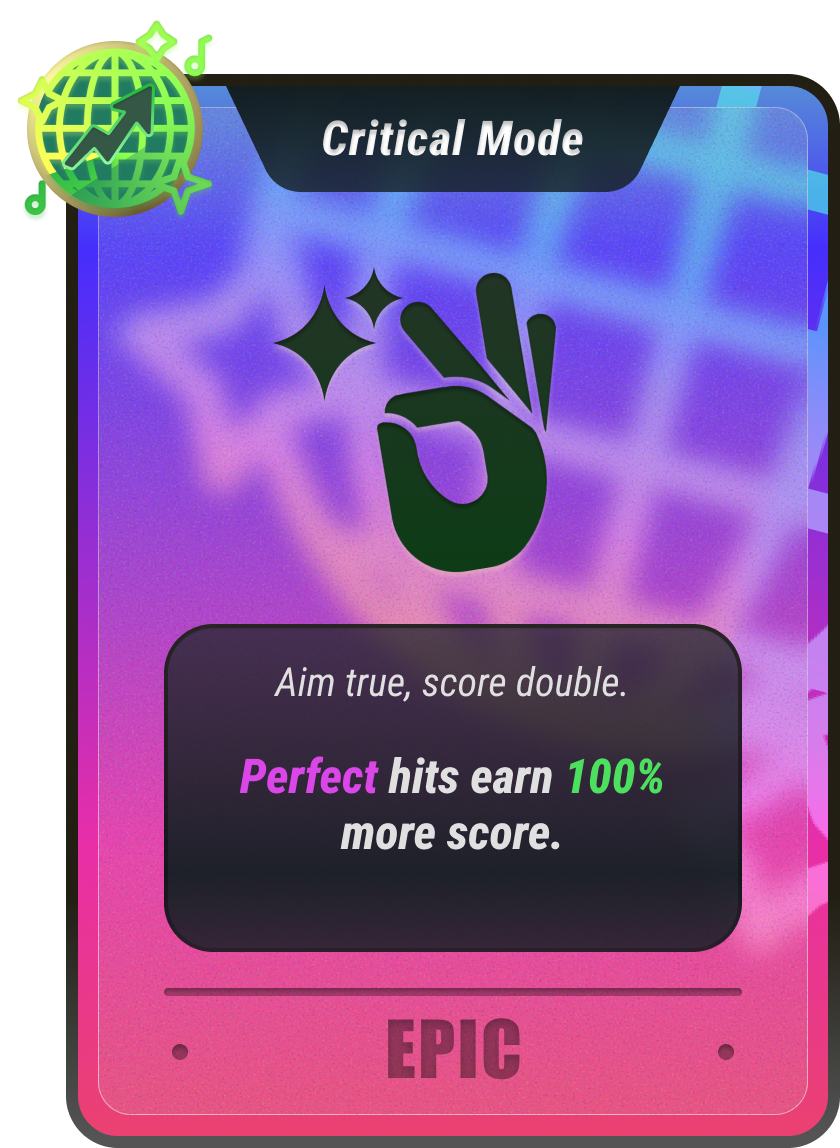 Critical Mode
Aim true, score double.
Perfect hits earn 100%
more score.
EPIC